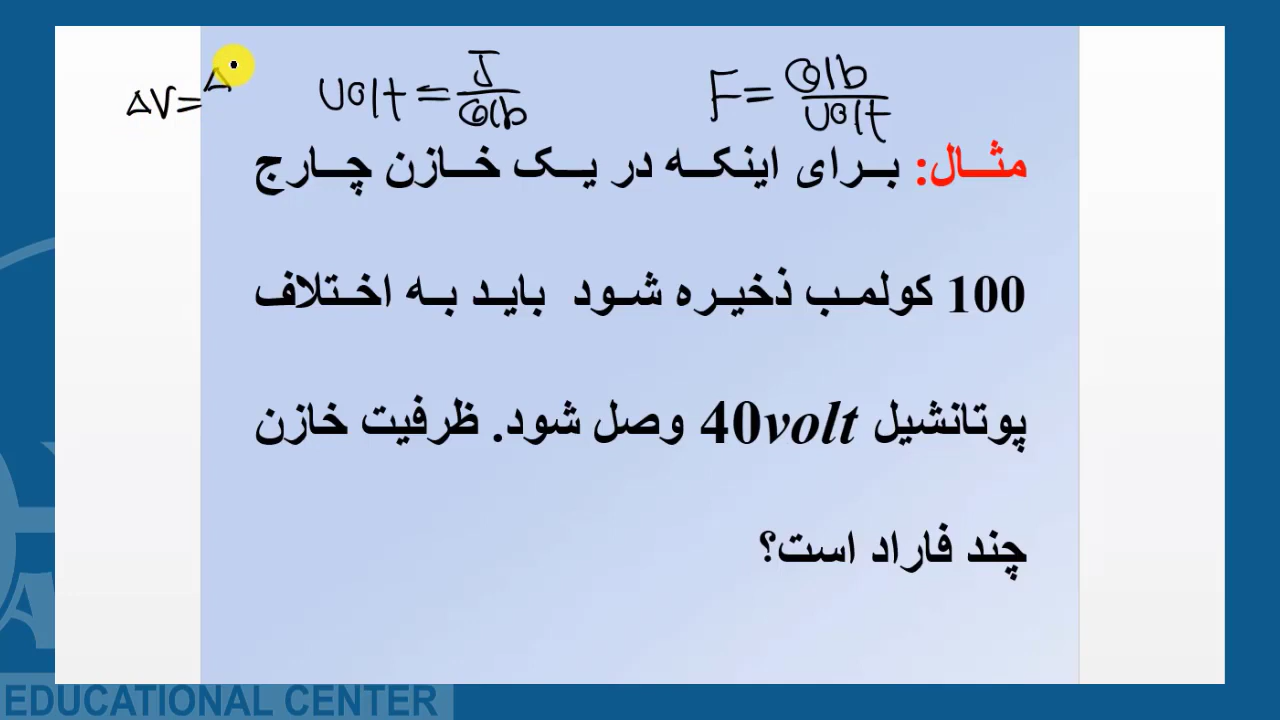 ΔV=Δ
volt = J/Colb
F = Colb/volt
مثال: برای اینکه در یک خازن چارج
100 کولمب ذخیره شود باید به اختلاف
پوتانشیل 40volt وصل شود. ظرفیت خازن
چند فاراد است؟
EDUCATIONAL CENTER